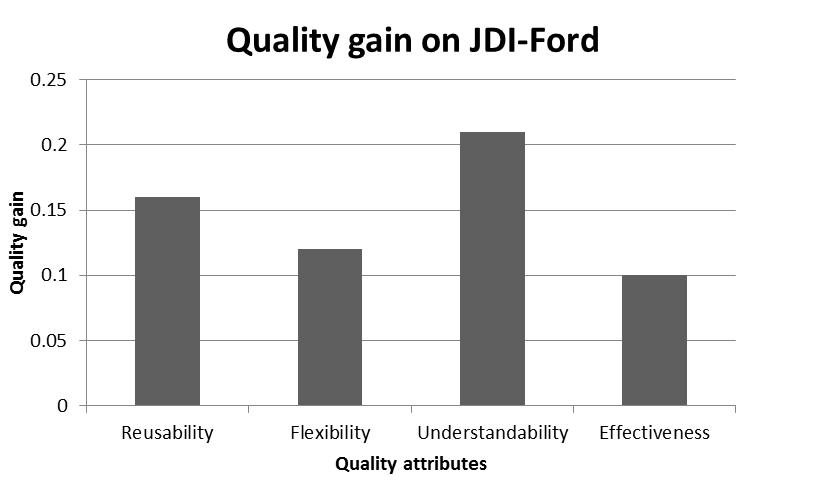 Quality gain on JDI-Ford
0.25
0.2
0.15
0.1
0.05
0
Quality gain
Reusability
Flexibility
Understandability
Effectiveness
Quality attributes